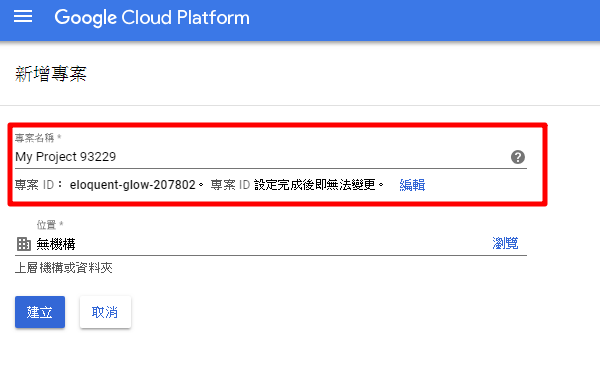 Google Cloud Platform
新增專案
專案名稱 *
My Project 93229
專案 ID： eloquent-glow-207802。 專案 ID 設定完成後即無法變更。 編輯
位置 *
無機構 瀏覽
上層機構或資料夾
建立 取消